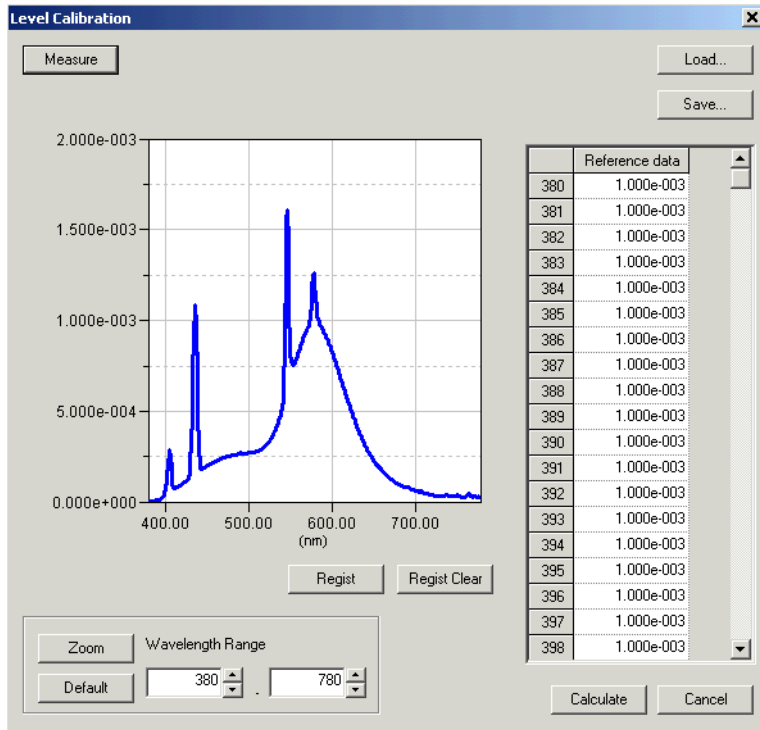 Level Calibration
Measure
Load...
Save...
2.000e-003
1.500e-003
1.000e-003
5.000e-004
0.000e+000
400.00 500.00 600.00 700.00
(nm)
Regist Regist Clear
Reference data
380 1.000e-003
381 1.000e-003
382 1.000e-003
383 1.000e-003
384 1.000e-003
385 1.000e-003
386 1.000e-003
387 1.000e-003
388 1.000e-003
389 1.000e-003
390 1.000e-003
391 1.000e-003
392 1.000e-003
393 1.000e-003
394 1.000e-003
395 1.000e-003
396 1.000e-003
397 1.000e-003
398 1.000e-003
Zoom Wavelength Range
Default 380 . 780
Calculate Cancel